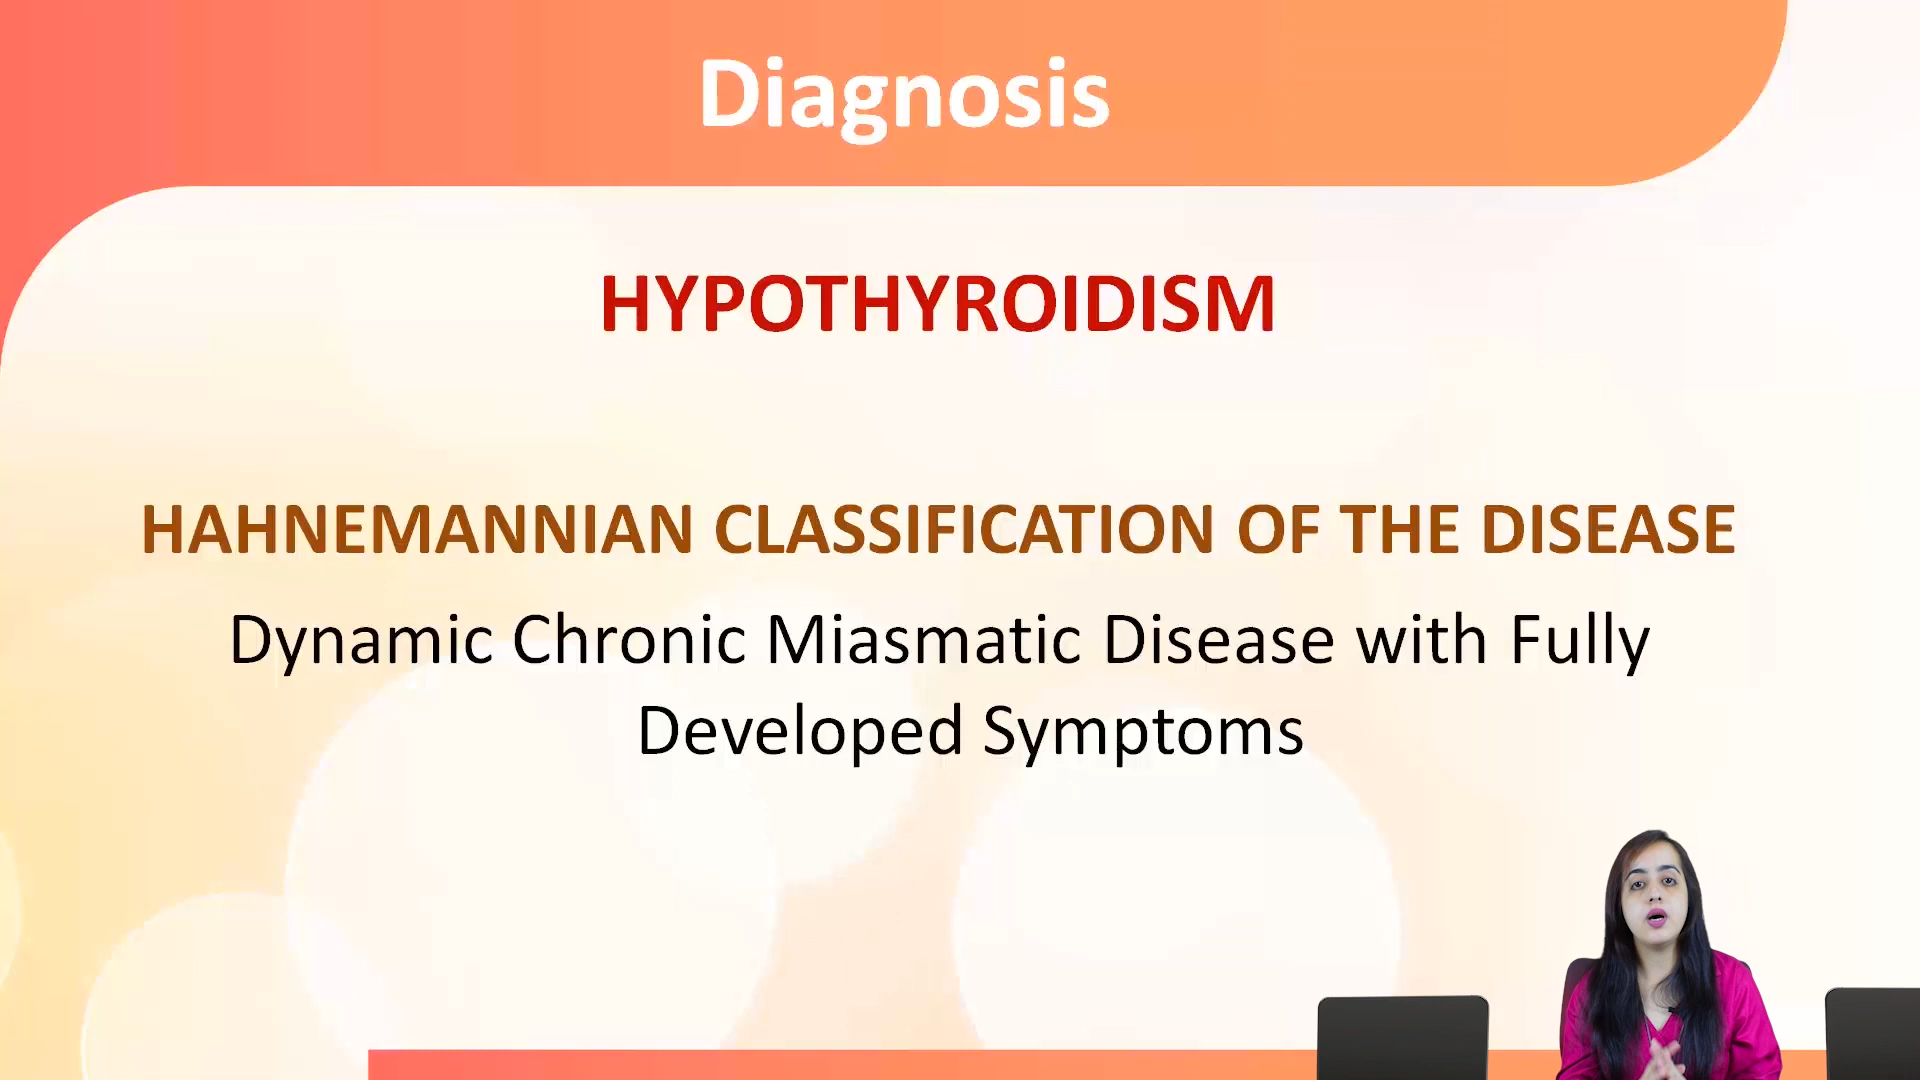 Diagnosis
HYPOTHYROIDISM
HAHNEMANNIAN CLASSIFICATION OF THE DISEASE
Dynamic Chronic Miasmatic Disease with Fully
Developed Symptoms